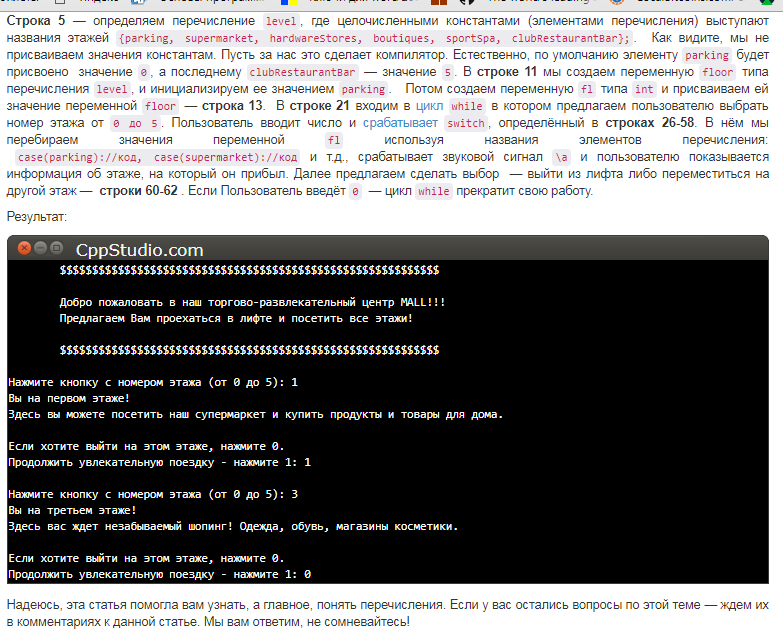 Строка 5 — определяем перечисление level, где целочисленными константами (элементами перечисления) выступают
названия этажей {parking, supermarket, hardwareStores, boutiques, sportSpa, clubRestaurantBar};. Как видите, мы не
присваиваем значения константам. Пусть за нас это сделает компилятор. Естественно, по умолчанию элементу parking будет
присвоено значение 0, а последнему clubRestaurantBar — значение 5. В строке 11 мы создаем переменную floor типа
перечисления level, и инициализируем ее значением parking. Потом создаем переменную fl типа int и присваиваем ей
значение переменной floor — строка 13. В строке 21 входим в цикл while в котором предлагаем пользователю выбрать
номер этажа от 0 до 5. Пользователь вводит число и срабатывает switch, определённый в строках 26-58. В нём мы
перебираем значения переменной fl используя названия элементов перечисления:
case(parking)://код, case(supermarket)://код и т.д., срабатывает звуковой сигнал \a и пользователю показывается
информация об этаже, на который он прибыл. Далее предлагаем сделать выбор — выйти из лифта либо переместиться на
другой этаж — строки 60-62 . Если Пользователь введёт 0 — цикл while прекратит свою работу.
Результат:
CppStudio.com
$$$$$$$$$$$$$$$$$$$$$$$$$$$$$$$$$$$$$$$$$$$$$$$$$$$$$$$$$$
Добро пожаловать в наш торгово-развлекательный центр MALL!!!
Предлагаем Вам проехаться в лифте и посетить все этажи!
$$$$$$$$$$$$$$$$$$$$$$$$$$$$$$$$$$$$$$$$$$$$$$$$$$$$$$$$$$
Нажмите кнопку с номером этажа (от 0 до 5): 1
Вы на первом этаже!
Здесь вы можете посетить наш супермаркет и купить продукты и товары для дома.
Если хотите выйти на этом этаже, нажмите 0.
Продолжить увлекательную поездку - нажмите 1: 1
Нажмите кнопку с номером этажа (от 0 до 5): 3
Вы на третьем этаже!
Здесь вас ждет незабываемый шопинг! Одежда, обувь, магазины косметики.
Если хотите выйти на этом этаже, нажмите 0.
Продолжить увлекательную поездку - нажмите 1: 0
Надеюсь, эта статья помогла вам узнать, а главное, понять перечисления. Если у вас остались вопросы по этой теме — ждем их
в комментариях к данной статье. Мы вам ответим, не сомневайтесь!